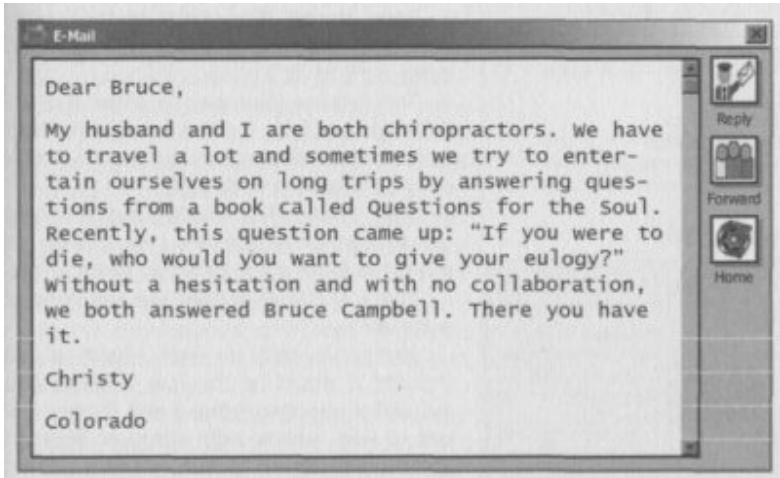 E-Mail
Dear Bruce,
My husband and I are both chiropractors. We have
to travel a lot and sometimes we try to enter-
tain ourselves on long trips by answering ques-
tions from a book called Questions for the Soul.
Recently, this question came up: "If you were to
die, who would you want to give your eulogy?"
Without a hesitation and with no collaboration,
we both answered Bruce Campbell. There you have
it.
Christy
Colorado
Reply
Forward
Home